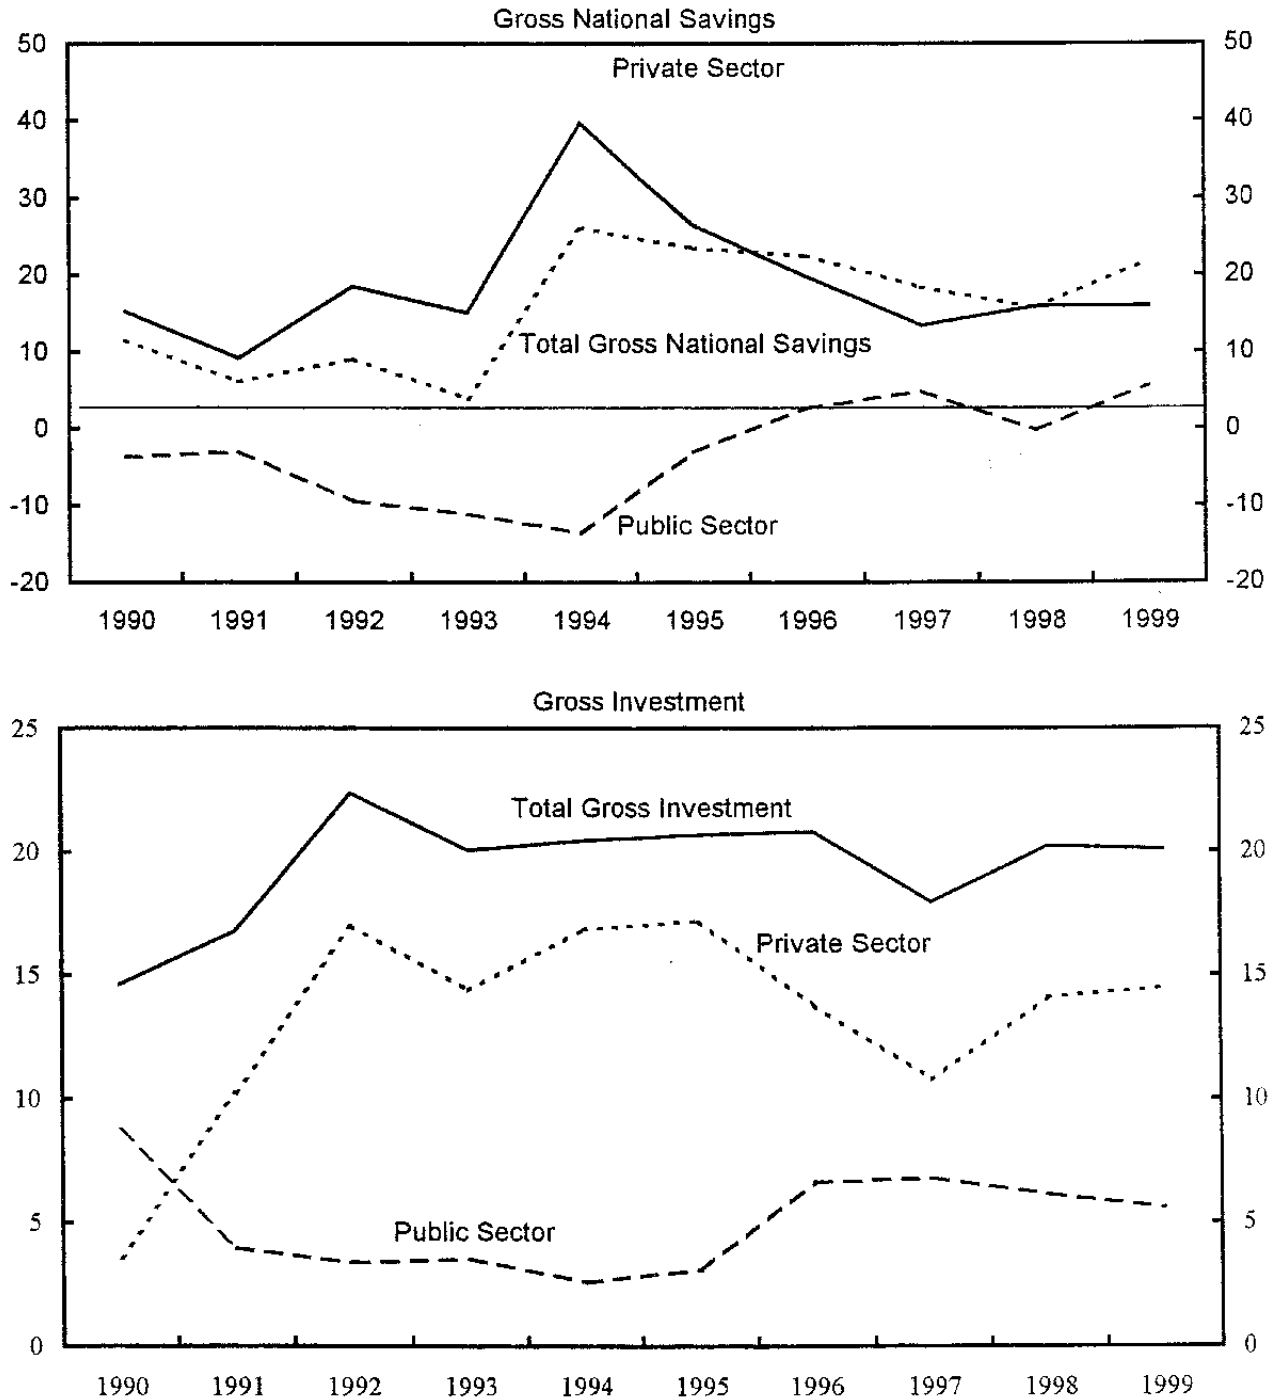 Gross National Savings
50 50
Private Sector
40 40
30 30
20 20
Total Gross National Savings
10 10
0 0
-10 -10
Public Sector
-20 -20
1990 1991 1992 1993 1994 1995 1996 1997 1998 1999
Gross Investment
25 25
Total Gross Investment
20 20
Private Sector
15 15
10 10
Public Sector
5 5
0 0
1990 1991 1992 1993 1994 1995 1996 1997 1998 1999